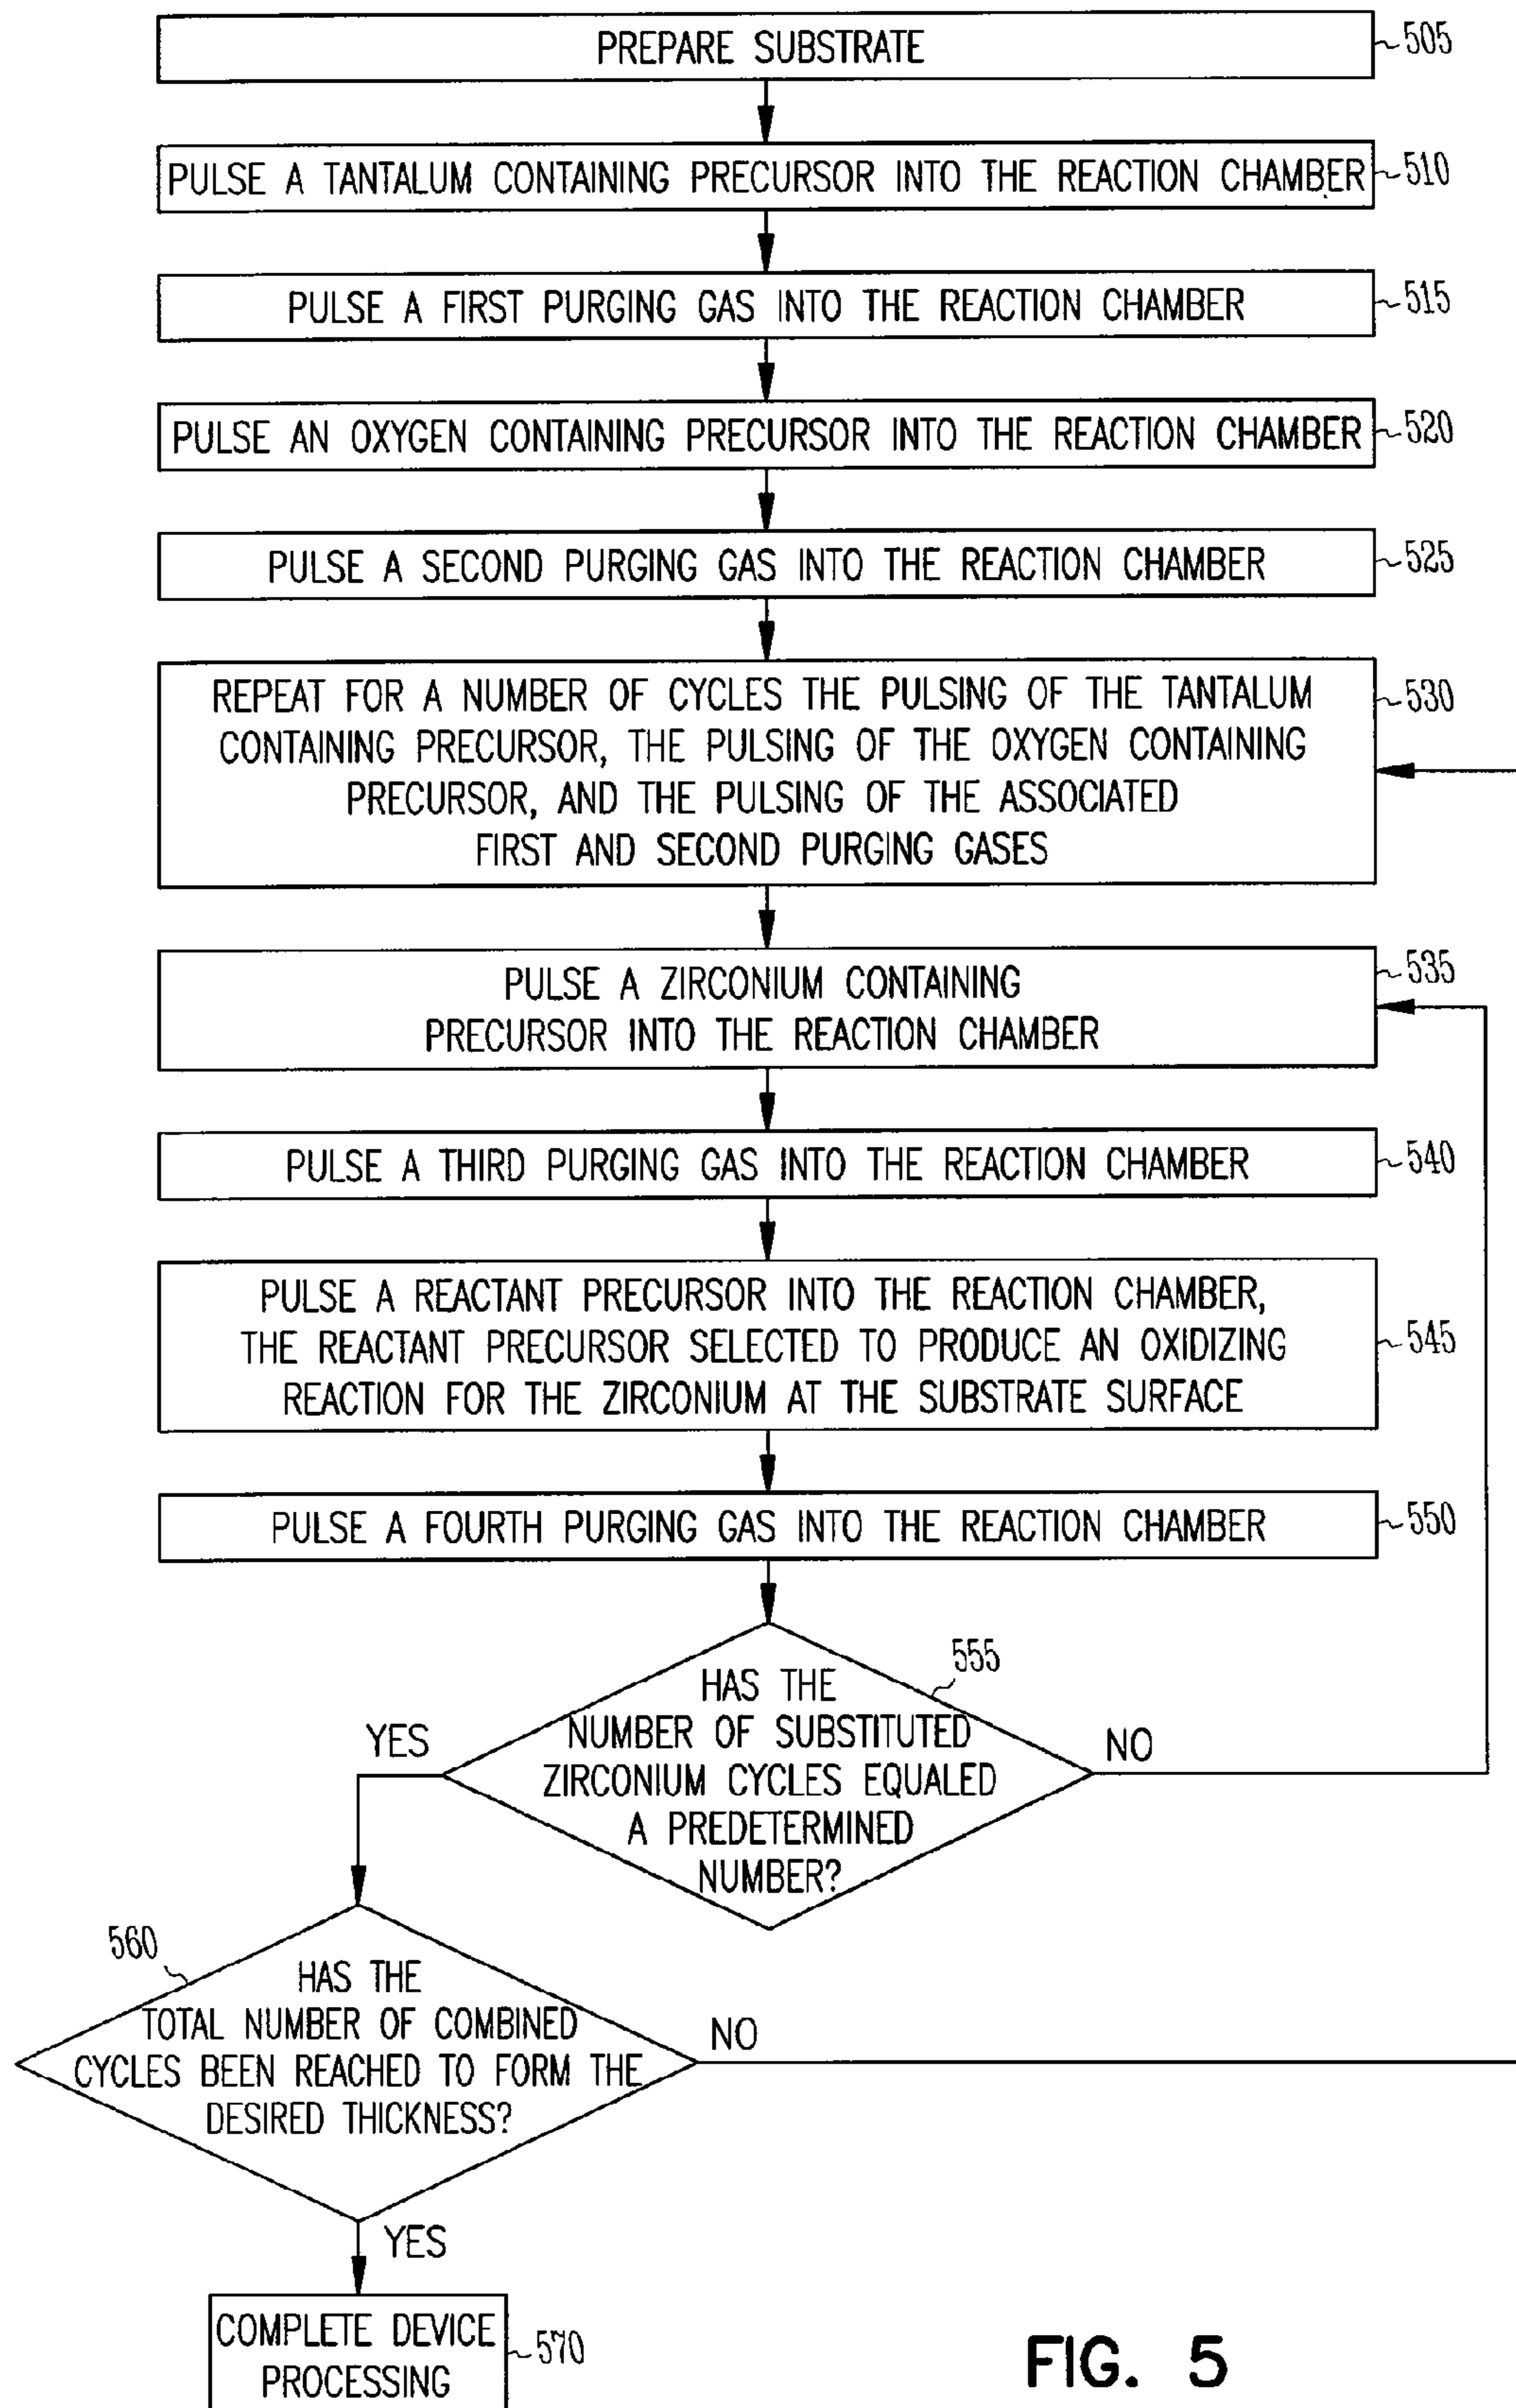 PREPARE SUBSTRATE
505
PULSE A TANTALUM CONTAINING PRECURSOR INTO THE REACTION CHAMBER
510
PULSE A FIRST PURGING GAS INTO THE REACTION CHAMBER
515
PULSE AN OXYGEN CONTAINING PRECURSOR INTO THE REACTION CHAMBER
520
PULSE A SECOND PURGING GAS INTO THE REACTION CHAMBER
525
REPEAT FOR A NUMBER OF CYCLES THE PULSING OF THE TANTALUM
CONTAINING PRECURSOR, THE PULSING OF THE OXYGEN CONTAINING
PRECURSOR, AND THE PULSING OF THE ASSOCIATED
FIRST AND SECOND PURGING GASES
530
PULSE A ZIRCONIUM CONTAINING
PRECURSOR INTO THE REACTION CHAMBER
535
PULSE A THIRD PURGING GAS INTO THE REACTION CHAMBER
540
PULSE A REACTANT PRECURSOR INTO THE REACTION CHAMBER,
THE REACTANT PRECURSOR SELECTED TO PRODUCE AN OXIDIZING
REACTION FOR THE ZIRCONIUM AT THE SUBSTRATE SURFACE
545
PULSE A FOURTH PURGING GAS INTO THE REACTION CHAMBER
550
HAS THE
NUMBER OF SUBSTITUTED
ZIRCONIUM CYCLES EQUALED
A PREDETERMINED
NUMBER?
555
YES
NO
560
HAS THE
TOTAL NUMBER OF COMBINED
CYCLES BEEN REACHED TO FORM THE
DESIRED THICKNESS?
NO
YES
COMPLETE DEVICE
PROCESSING
570
FIG. 5